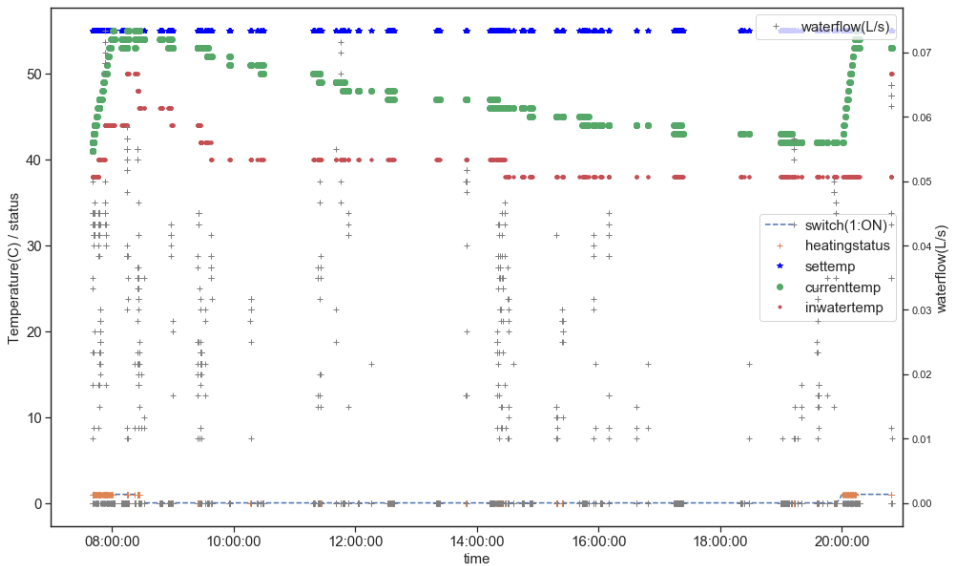 waterflow(L/s)
50
40
30
20
10
0
Temperature(C) / status
0.07
0.06
0.05
0.04
0.03
0.02
0.01
0.00
waterflow(L/s)
switch(1:ON)
heatingstatus
settemp
currenttemp
inwatertemp
08:00:00 10:00:00 12:00:00 14:00:00 16:00:00 18:00:00 20:00:00
time